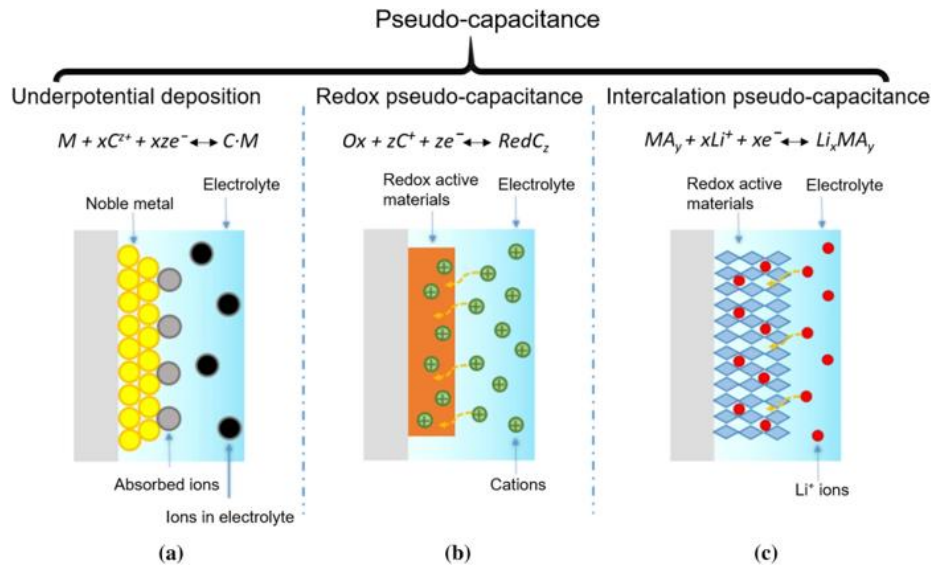 Pseudo-capacitance
Underpotential deposition
M + xC^{z+} + xze^- ↔ C·M
Noble metal
Electrolyte
Absorbed ions
Ions in electrolyte
(a)
Redox pseudo-capacitance
Ox + zC^+ + ze^- ↔ RedC_z
Redox active
materials
Electrolyte
Cations
(b)
Intercalation pseudo-capacitance
MA_y + xLi^+ + xe^- ↔ Li_xMA_y
Redox active
materials
Electrolyte
Li^+ ions
(c)